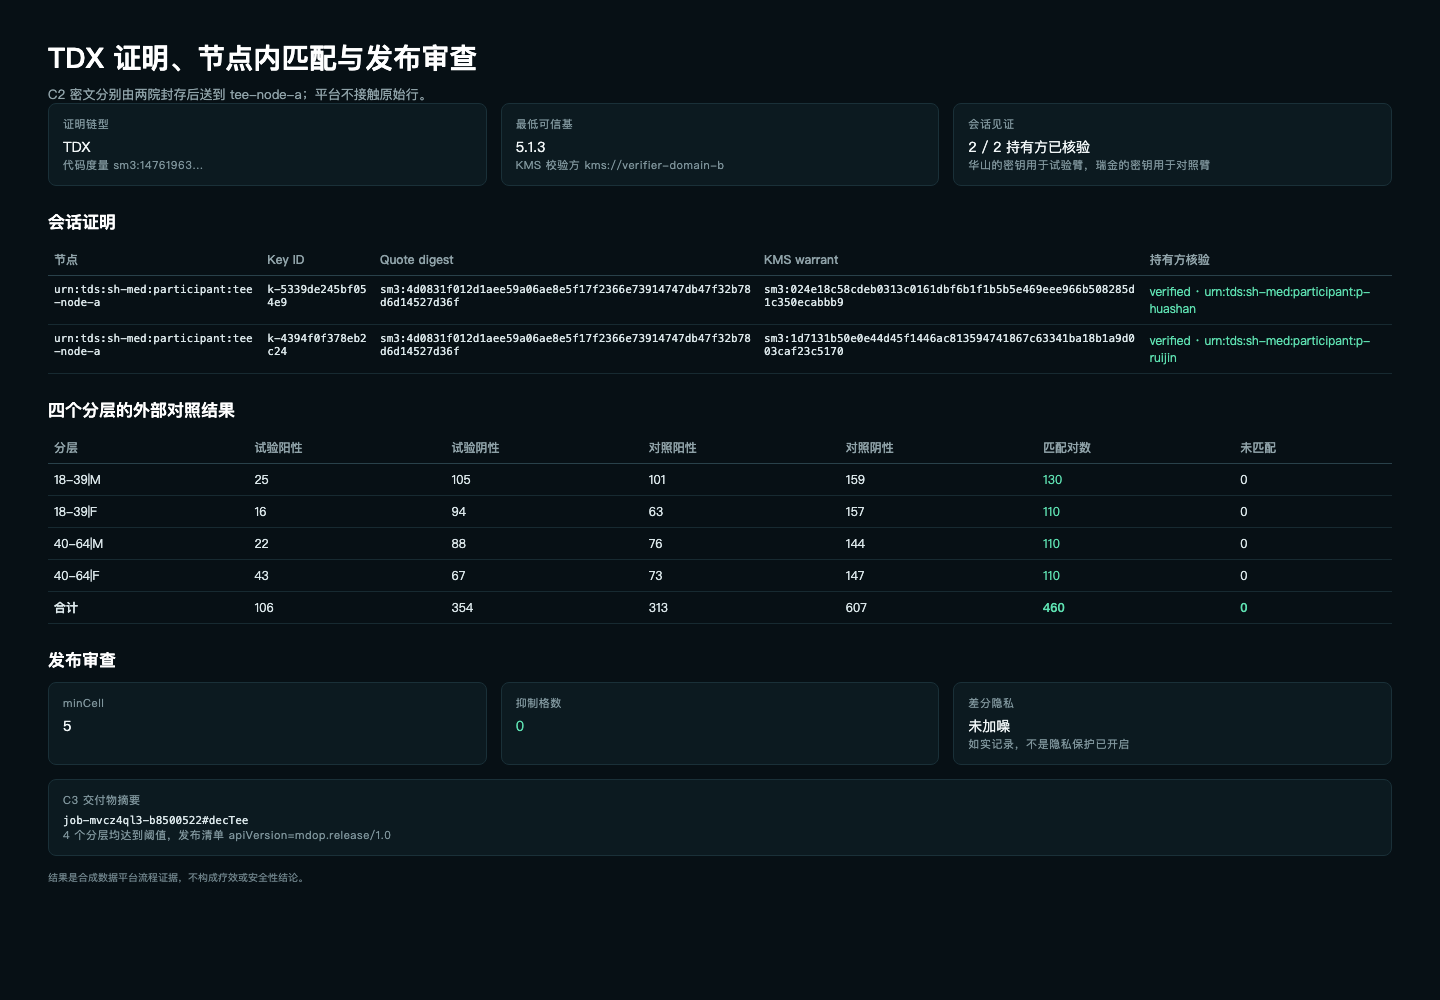 TDX 证明、节点内匹配与发布审查
C2 密文分别由两院封存后送到 tee-node-a；平台不接触原始行。
证明链型
TDX
代码度量 sm3:14761963...
最低可信基
5.1.3
KMS 校验方 kms://verifier-domain-b
会话见证
2 / 2 持有方已核验
华山的密钥用于试验臂，瑞金的密钥用于对照臂
会话证明
节点 Key ID Quote digest KMS warrant 持有方核验
urn:tds:sh-med:participant:tee-node-a k-5339de245bf054e9 sm3:4d0831f012d1aee59a06ae8e5f17f2366e73914747db47f32b78d6d14527d36f sm3:024e18c58cdeb0313c0161dbf6b1f1b5b5e469eee966b508285d1c350ecabbb9 verified · urn:tds:sh-med:participant:p-huashan
urn:tds:sh-med:participant:tee-node-a k-4394f0f378eb2c24 sm3:4d0831f012d1aee59a06ae8e5f17f2366e73914747db47f32b78d6d14527d36f sm3:1d7131b50e0e44d45f1446ac813594741867c63341ba18b1a9d003caf23c5170 verified · urn:tds:sh-med:participant:p-ruijin
四个分层的外部对照结果
分层 试验阳性 试验阴性 对照阳性 对照阴性 匹配对数 未匹配
18-39|M 25 105 101 159 130 0
18-39|F 16 94 63 157 110 0
40-64|M 22 88 76 144 110 0
40-64|F 43 67 73 147 110 0
合计 106 354 313 607 460 0
发布审查
minCell
5
抑制格数
0
差分隐私
未加噪
如实记录，不是隐私保护已开启
C3 交付物摘要
job-mvcz4ql3-b8500522#decTee
4 个分层均达到阈值，发布清单 apiVersion=mdop.release/1.0
结果是合成数据平台流程证据，不构成疗效或安全性结论。